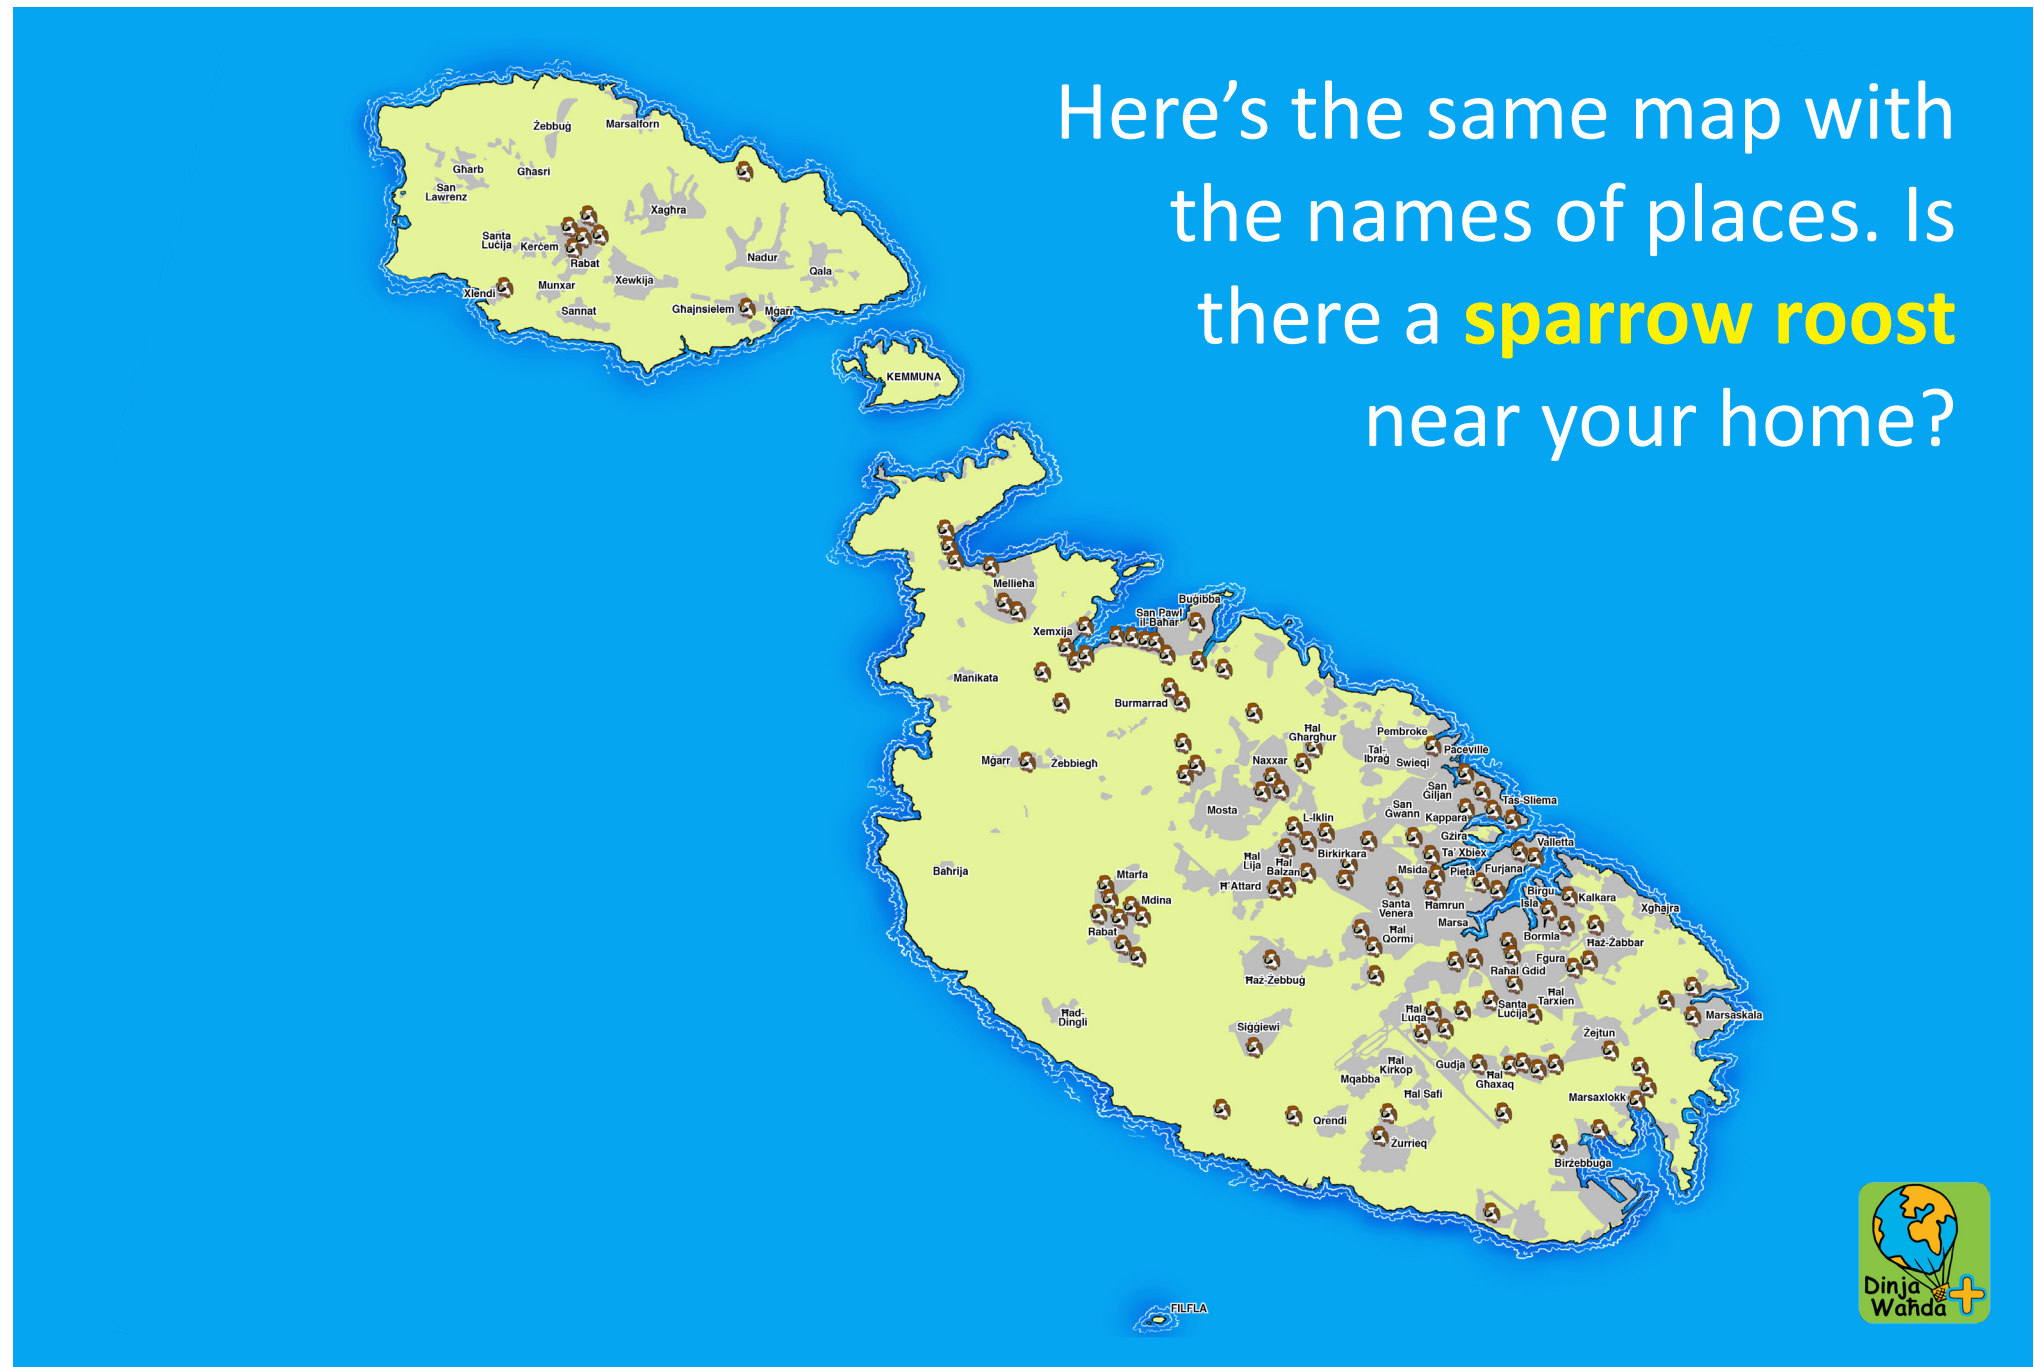 Here's the same map with
the names of places. Is
there a sparrow roost
near your home?
Żebbuġ
Marsalforn
Għarb
Għasri
San
Lawrenz
Xagħra
Santa
Luċija
Kerċem
Rabat
Nadur
Qala
Xlendi
Munxar
Xewkija
Sannat
Għajnsielem
Mġarr
KEMMUNA
Mellieħa
Buġibba
San Pawl
il-Baħar
Xemxija
Manikata
Burmarrad
Ħal
Għargħur
Pembroke
Paceville
Tal-
Ibraġ
Swieqi
Mġarr
Żebbiegħ
Naxxar
San
Ġiljan
Tas-Sliema
Mosta
San
Ġwann
Kappara
L-Iklin
Gżira
Valletta
Birkirkara
Ta' Xbiex
Ħal
Lija
Ħal
Balzan
Msida
Pietà
Furjana
Baħrija
Mtarfa
Ħ'Attard
Birgu
Isla
Kalkara
Mdina
Santa
Venera
Ħamrun
Xgħajra
Marsa
Rabat
Ħal
Qormi
Bormla
Ħaż-Żabbar
Fgura
Raħal Ġdid
Ħaż-Żebbuġ
Ħal
Tarxien
Santa
Luċija
Ħad-
Dingli
Ħal
Luqa
Marsaskala
Siġġiewi
Żejtun
Ħal
Kirkop
Gudja
Mqabba
Ħal
Għaxaq
Ħal Safi
Marsaxlokk
Qrendi
Żurrieq
Birżebbuġa
FILFLA
Dinja
Waħda